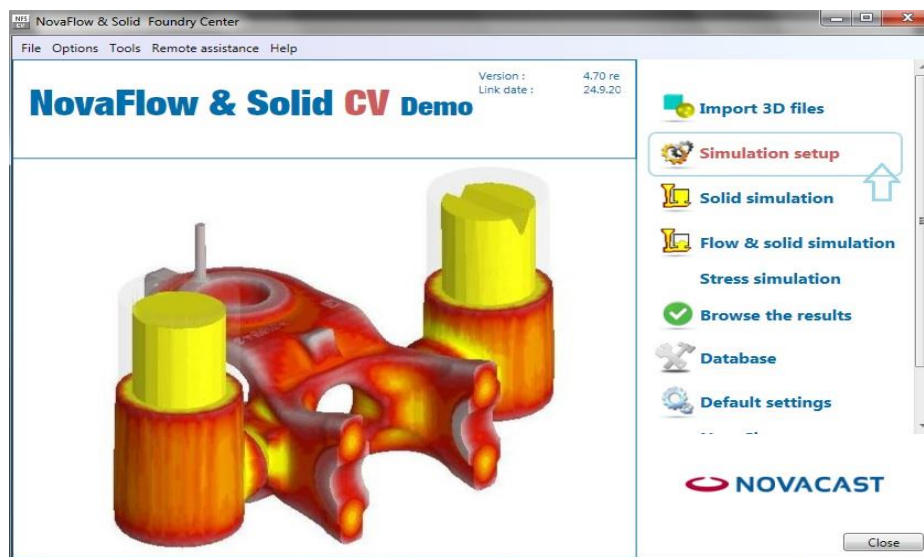 NFS CV NovaFlow & Solid Foundry Center
File Options Tools Remote assistance Help
NovaFlow & Solid CV Demo
Version : 4.70 re
Link date : 24.9.20
Import 3D files
Simulation setup
Solid simulation
Flow & solid simulation
Stress simulation
Browse the results
Database
Default settings
NOVACAST
Close